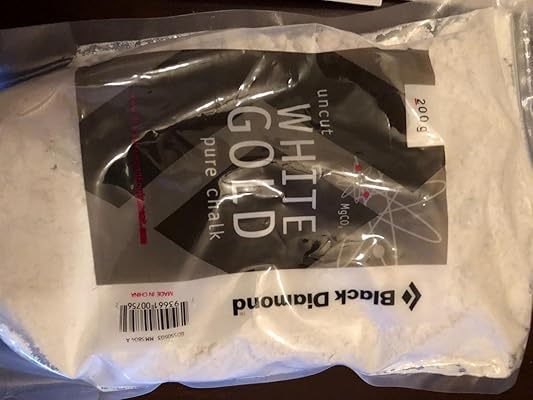 200g
uncut
WHITE
GOLD
pure chalk
MgCO3
Black Diamond
MADE IN CHINA